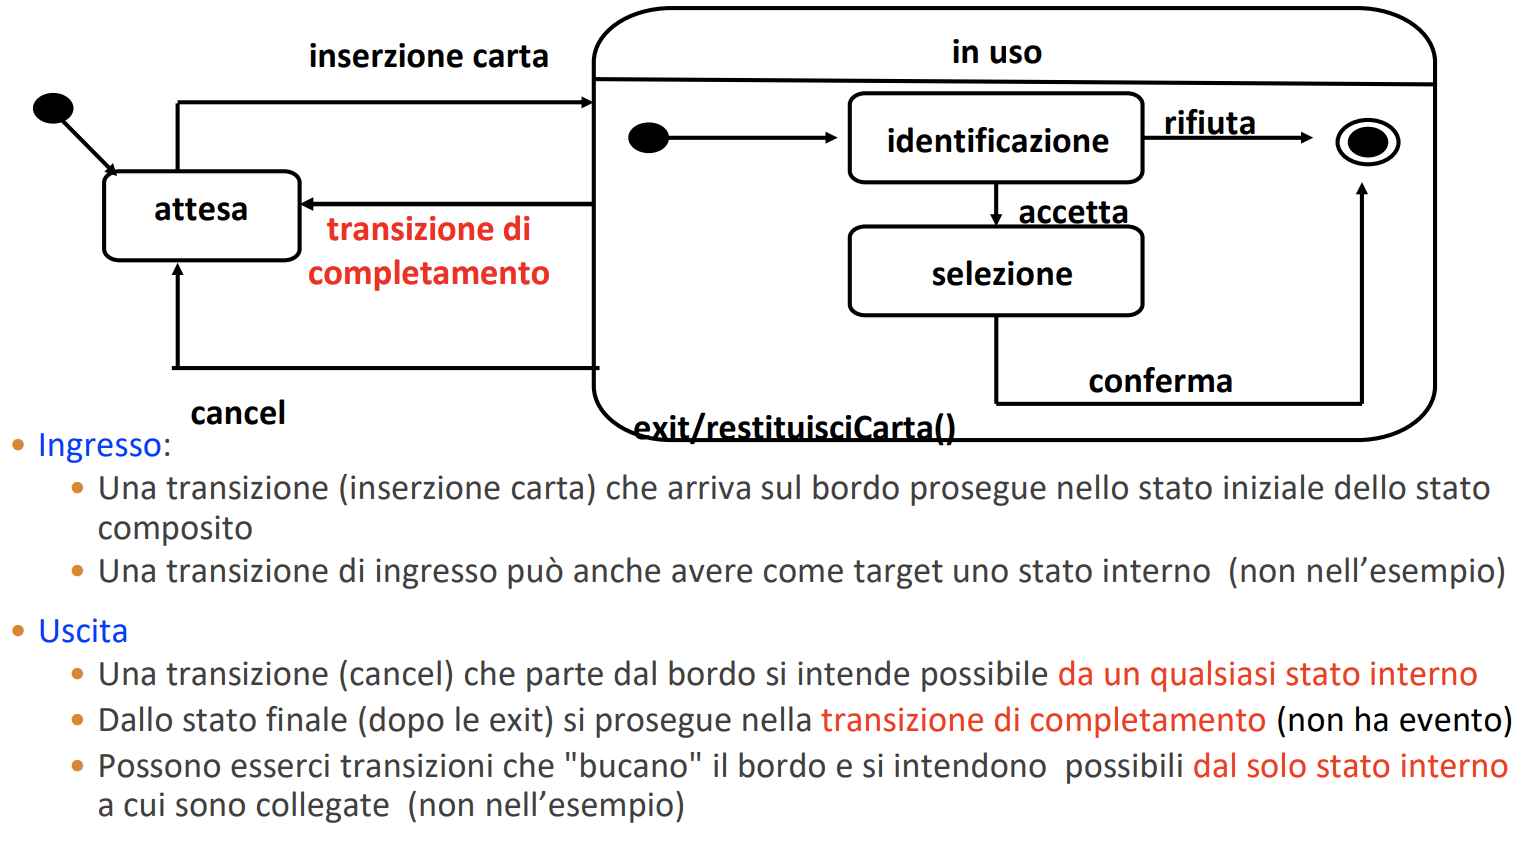 inserzione carta
in uso
identificazione
rifiuta
attesa
transizione di
completamento
accetta
selezione
conferma
cancel
exit/restituisciCarta()
• Ingresso:
• Una transizione (inserzione carta) che arriva sul bordo prosegue nello stato iniziale dello stato
composito
• Una transizione di ingresso può anche avere come target uno stato interno (non nell’esempio)
• Uscita
• Una transizione (cancel) che parte dal bordo si intende possibile da un qualsiasi stato interno
• Dallo stato finale (dopo le exit) si prosegue nella transizione di completamento (non ha evento)
• Possono esserci transizioni che "bucano" il bordo e si intendono possibili dal solo stato interno
a cui sono collegate (non nell’esempio)